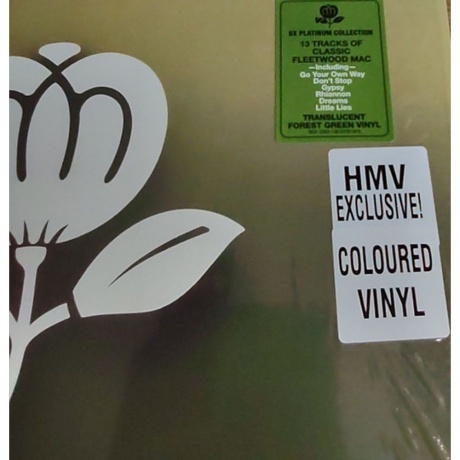 6X PLATINUM COLLECTION
13 TRACKS OF
CLASSIC
FLEETWOOD MAC
—Including—
Go Your Own Way
Don't Stop
Gypsy
Rhiannon
Dreams
Little Lies
TRANSLUCENT
FOREST GREEN VINYL
HMV
EXCLUSIVE!
COLOURED
VINYL